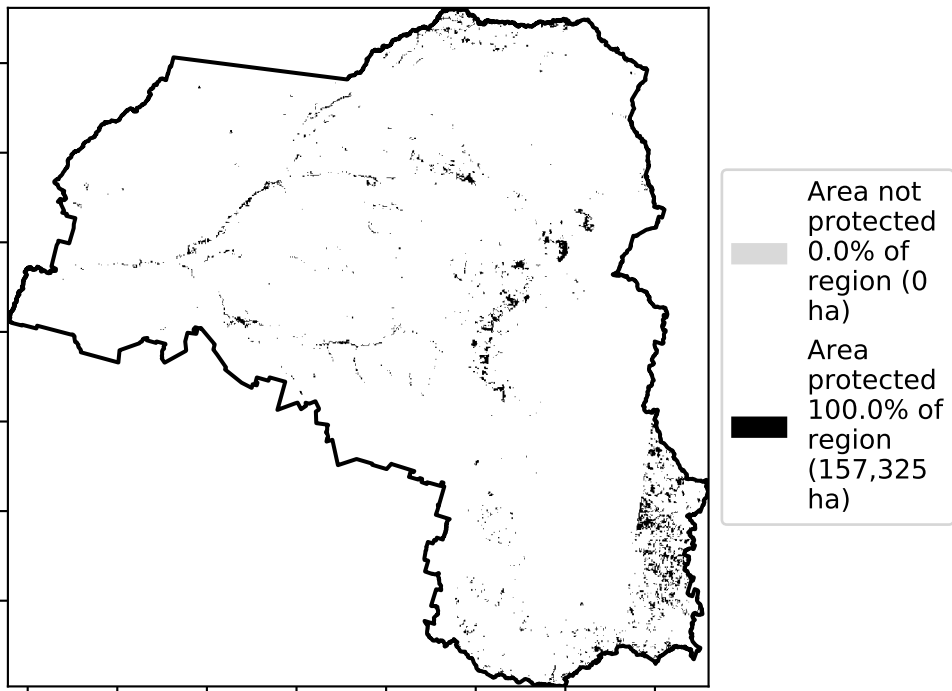 Area not
protected
0.0% of
region (0
ha)
Area
protected
100.0% of
region
(157,325
ha)